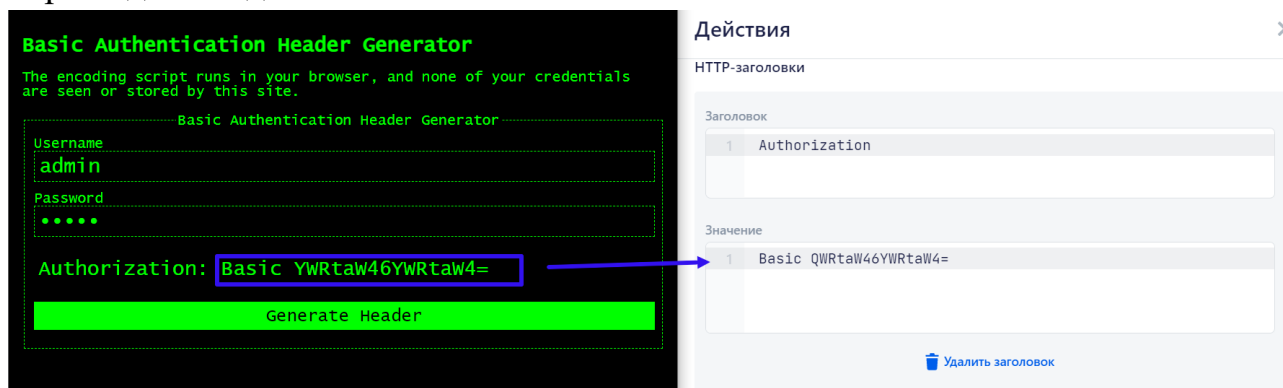 Basic Authentication Header Generator
The encoding script runs in your browser, and none of your credentials
are seen or stored by this site.
Basic Authentication Header Generator
Username
admin
Password
•••••
Authorization: Basic YWRtaW46YWRtaW4=
Generate Header
Действия
HTTP-заголовки
Заголовок
1 Authorization
Значение
1 Basic QWRtaW46YWRtaW4=
Удалить заголовок